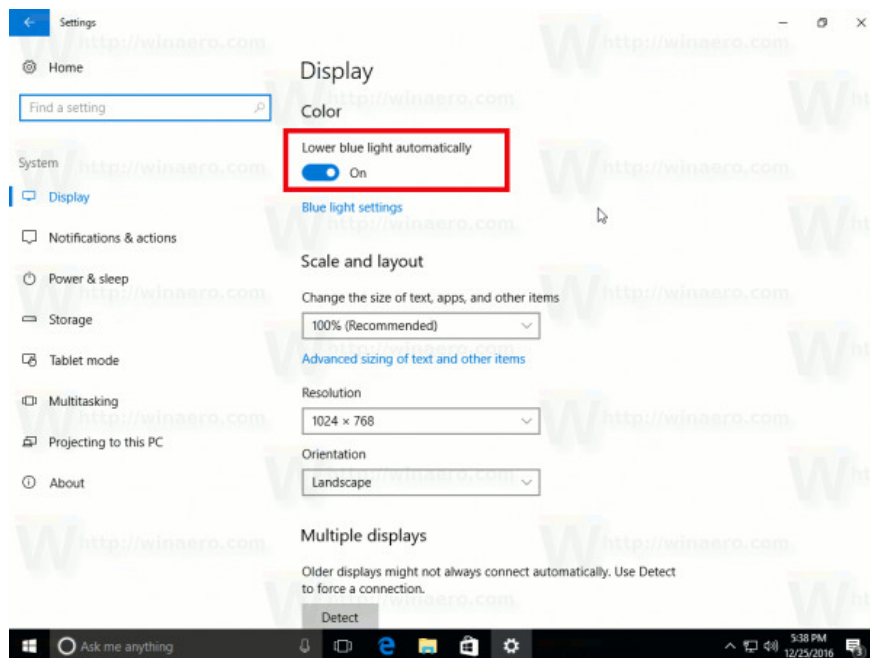 Settings
Home
Find a setting
System
Display
Notifications & actions
Power & sleep
Storage
Tablet mode
Multitasking
Projecting to this PC
About
Display
Color
Lower blue light automatically
On
Blue light settings
Scale and layout
Change the size of text, apps, and other items
100% (Recommended)
Advanced sizing of text and other items
Resolution
1024 × 768
Orientation
Landscape
Multiple displays
Older displays might not always connect automatically. Use Detect
to force a connection.
Detect
Ask me anything
5:38 PM
12/25/2016
3
W http://winaero.com